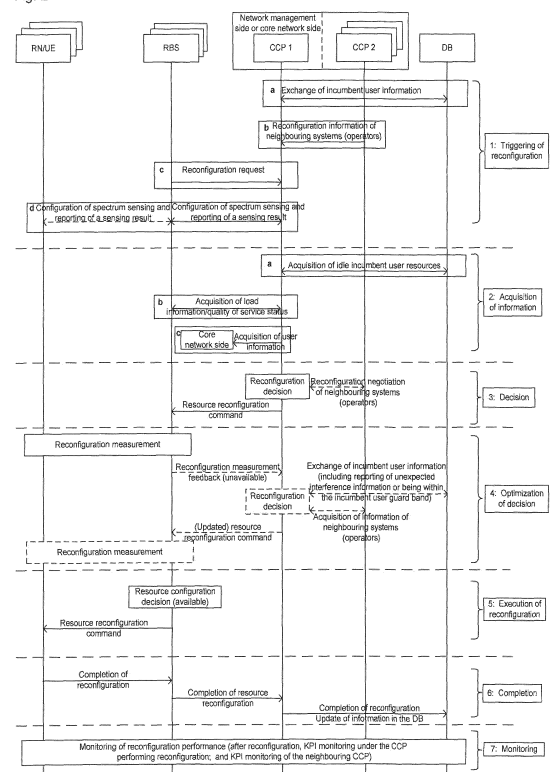 Network management
side or core network side
RN/UE
RBS
CCP 1
CCP 2
DB
a
Exchange of incumbent user information
b
Reconfiguration information of
neighbouring systems (operators)
1: Triggering of
reconfiguration
c
Reconfiguration request
d Configuration of spectrum sensing and
reporting of a sensing result
Configuration of spectrum sensing and
reporting of a sensing result
a
Acquisition of idle incumbent user resources
b
Acquisition of load
information/quality of service status
2: Acquisition
of information
c
Core
network side
Acquisition of user
information
Reconfiguration
decision
Reconfiguration negotiation
of neighbouring systems
(operators)
3: Decision
Resource reconfiguration
command
Reconfiguration measurement
Reconfiguration measurement
feedback (unavailable)
Exchange of incumbent user information
(including reporting of unexpected
interference information or being within
the incumbent user guard band)
Reconfiguration
decision
4: Optimization
of decision
Acquisition of information of
neighbouring systems
(operators)
(Updated) resource
reconfiguration command
Reconfiguration measurement
Resource configuration
decision (available)
5: Execution of
reconfiguration
Resource reconfiguration
command
Completion of
reconfiguration
Completion of resource
reconfiguration
6: Completion
Completion of reconfiguration
Update of information in the DB
Monitoring of reconfiguration performance (after reconfiguration, KPI monitoring under the CCP
performing reconfiguration; and KPI monitoring of the neighbouring CCP)
7: Monitoring